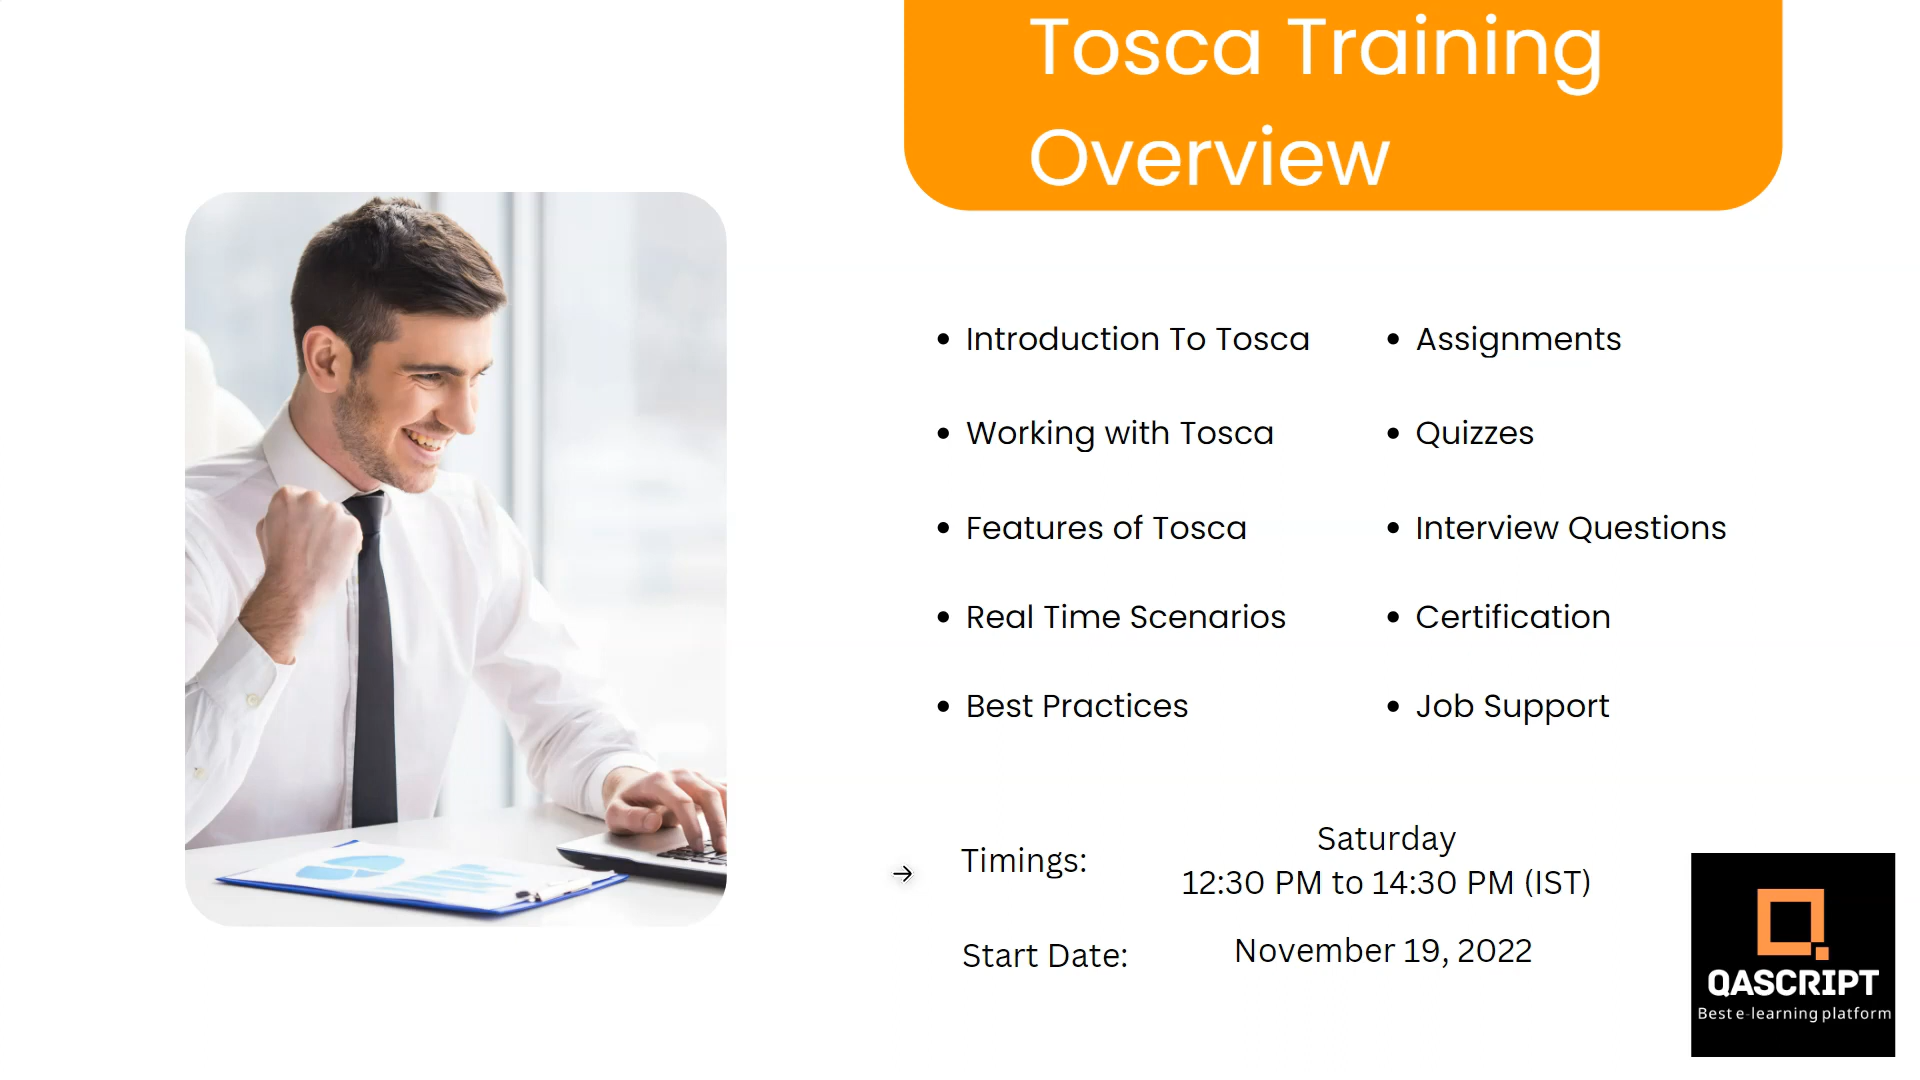 Tosca Training
Overview
• Introduction To Tosca
• Working with Tosca
• Features of Tosca
• Real Time Scenarios
• Best Practices
• Assignments
• Quizzes
• Interview Questions
• Certification
• Job Support
Timings:
Saturday
12:30 PM to 14:30 PM (IST)
Start Date:
November 19, 2022
QASCRIPT
Best e-learning platform